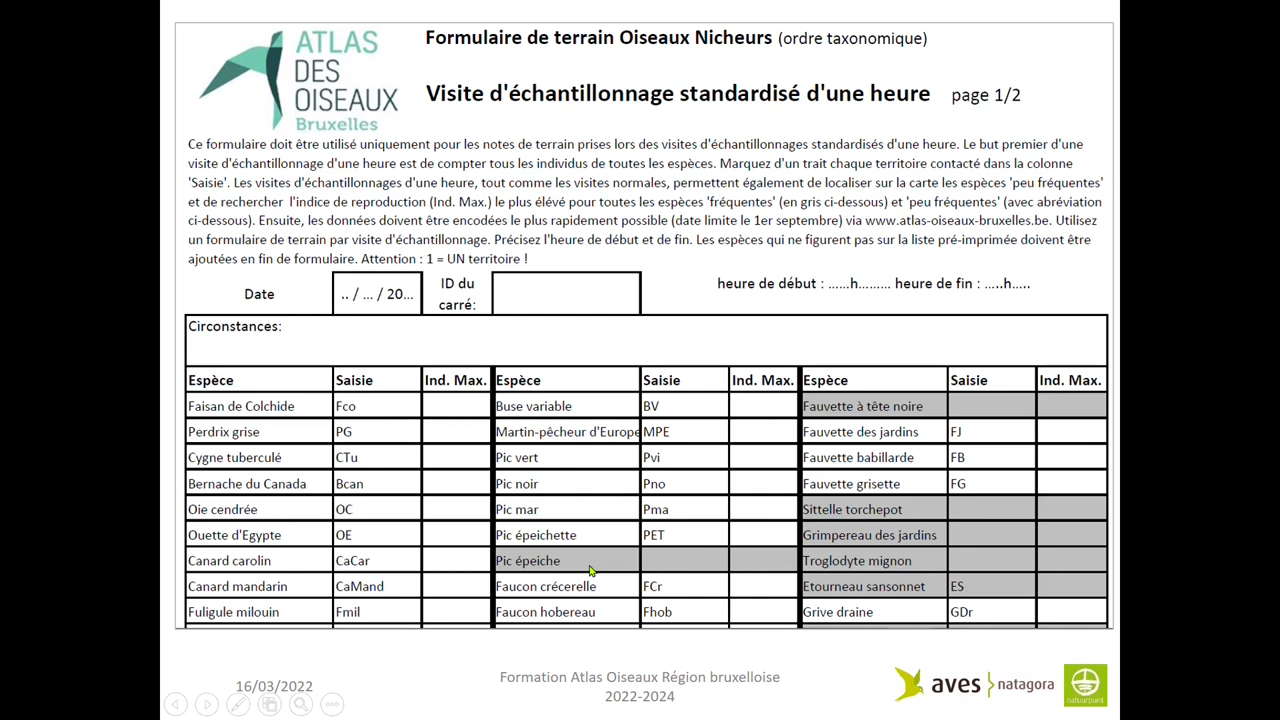 ATLAS
DES
OISEAUX
Bruxelles
Formulaire de terrain Oiseaux Nicheurs (ordre taxonomique)
Visite d'échantillonnage standardisé d'une heure page 1/2
Ce formulaire doit être utilisé uniquement pour les notes de terrain prises lors des visites d'échantillonnages standardisés d'une heure. Le but premier d'une
visite d'échantillonnage d'une heure est de compter tous les individus de toutes les espèces. Marquez d'un trait chaque territoire contacté dans la colonne
'Saisie'. Les visites d'échantillonnages d'une heure, tout comme les visites normales, permettent également de localiser sur la carte les espèces 'peu fréquentes'
et de rechercher l'indice de reproduction (Ind. Max.) le plus élévé pour toutes les espèces 'fréquentes' (en gris ci-dessous) et 'peu fréquentes' (avec abréviation
ci-dessous). Ensuite, les données doivent être encodées le plus rapidement possible (date limite le 1er septembre) via www.atlas-oiseaux-bruxelles.be. Utilisez
un formulaire de terrain par visite d'échantillonnage. Précisez l'heure de début et de fin. Les espèces qui ne figurent pas sur la liste pré-imprimée doivent être
ajoutées en fin de formulaire. Attention : 1 = UN territoire !
Date .. / ... / 20... ID du carré: heure de début : ......h......... heure de fin : .....h.....
Circonstances:
Espèce Saisie Ind. Max. Espèce Saisie Ind. Max. Espèce Saisie Ind. Max.
Faisan de Colchide Fco Buse variable BV Fauvette à tête noire
Perdrix grise PG Martin-pêcheur d'Europe MPE Fauvette des jardins FJ
Cygne tuberculé CTu Pic vert Pvi Fauvette babillarde FB
Bernache du Canada Bcan Pic noir Pno Fauvette grisette FG
Oie cendrée OC Pic mar Pma Sittelle torchepot
Ouette d'Egypte OE Pic épeichette PET Grimpereau des jardins
Canard carolin CaCar Pic épeiche Troglodyte mignon
Canard mandarin CaMand Faucon crécerelle FCr Etourneau sansonnet ES
Fuligule milouin Fmil Faucon hobereau Fhob Grive draine GDr
16/03/2022
Formation Atlas Oiseaux Région bruxelloise
2022-2024
aves natagora
natuurpunt